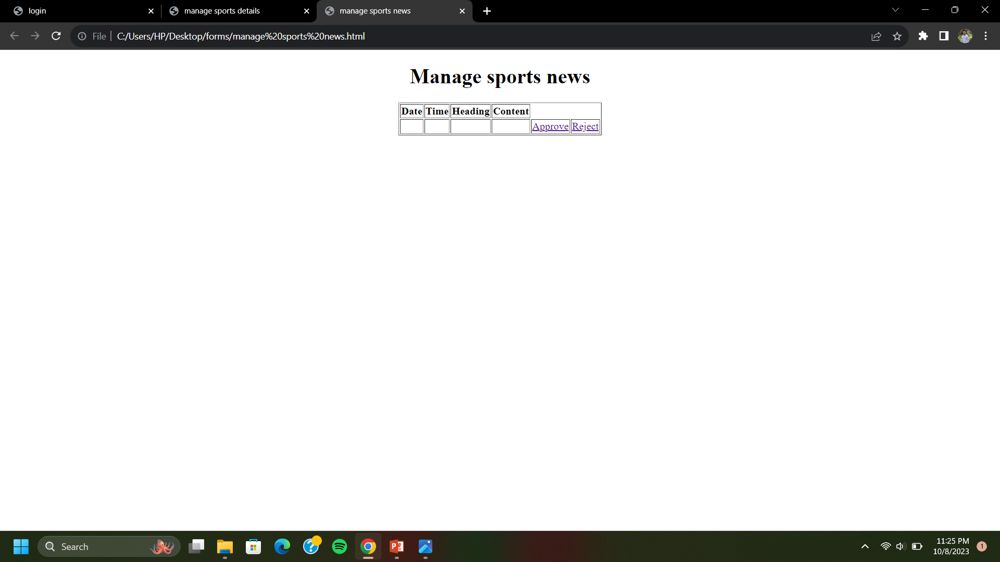 login
manage sports details
manage sports news
File
C:/Users/HP/Desktop/forms/manage%20sports%20news.html
Manage sports news
Date Time Heading Content
Approve Reject
Search
11:25 PM
10/8/2023
1